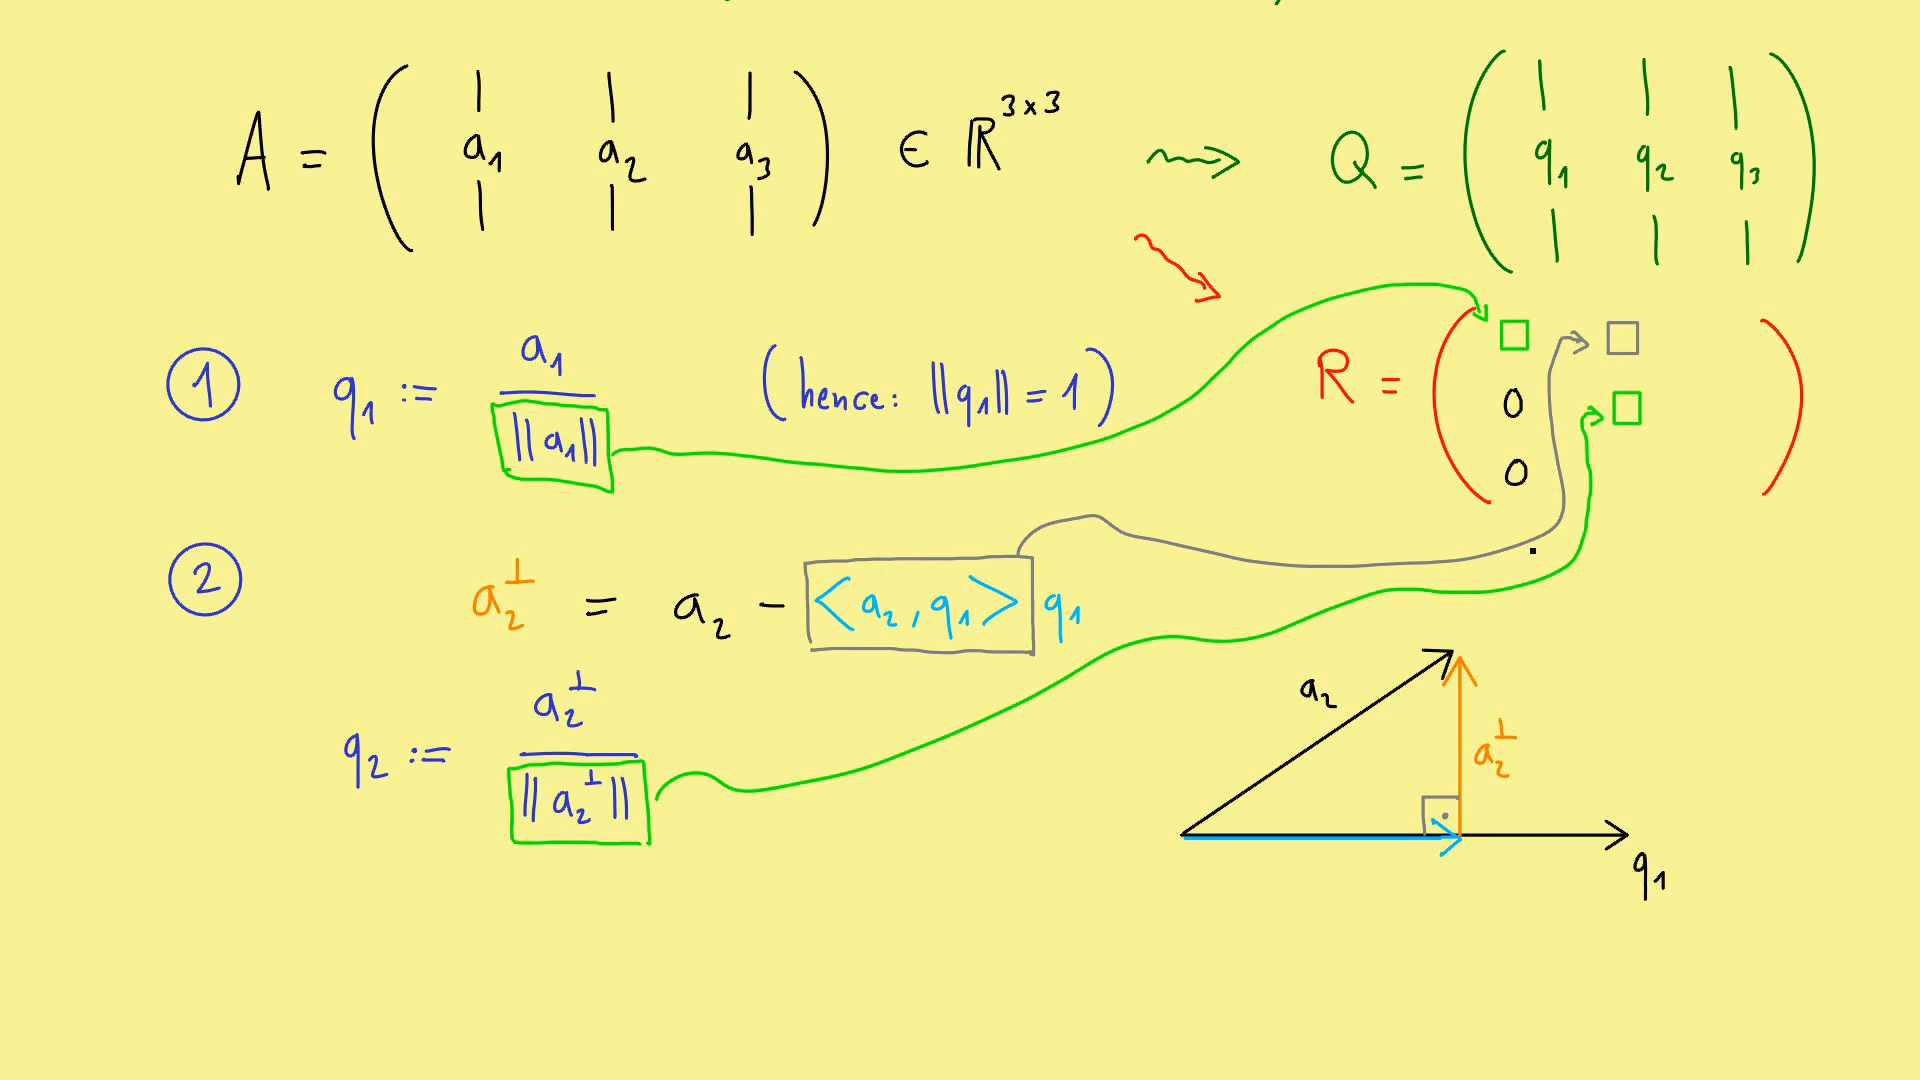 A = ( a₁ a₂ a₃ ) ∈ ℝ³ˣ³ ⇝ Q = ( q₁ q₂ q₃ )
① q₁ := a₁ / ||a₁|| (hence: ||q₁|| = 1)
R = ( □ □
0 □
0 )
② a₂^⊥ = a₂ - <a₂, q₁> q₁
q₂ := a₂^⊥ / ||a₂^⊥||
a₂
a₂^⊥
q₁